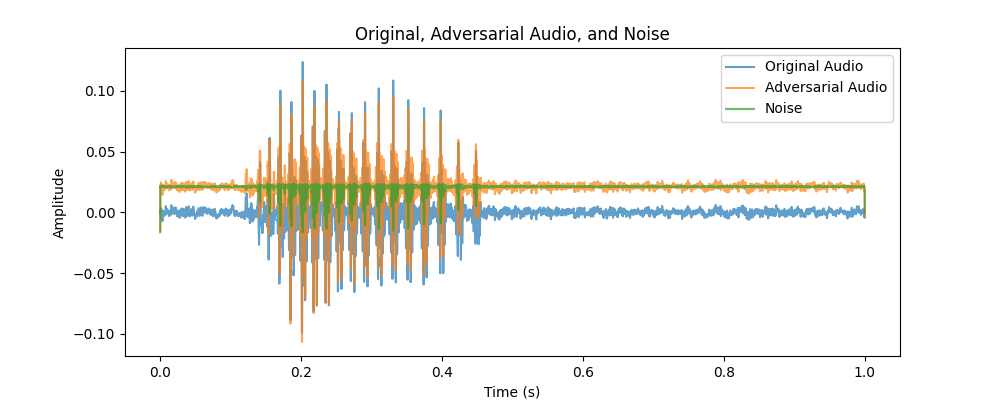 Original, Adversarial Audio, and Noise
Original Audio
Adversarial Audio
Noise
0.10
0.05
0.00
−0.05
−0.10
Amplitude
0.0
0.2
0.4
0.6
0.8
1.0
Time (s)